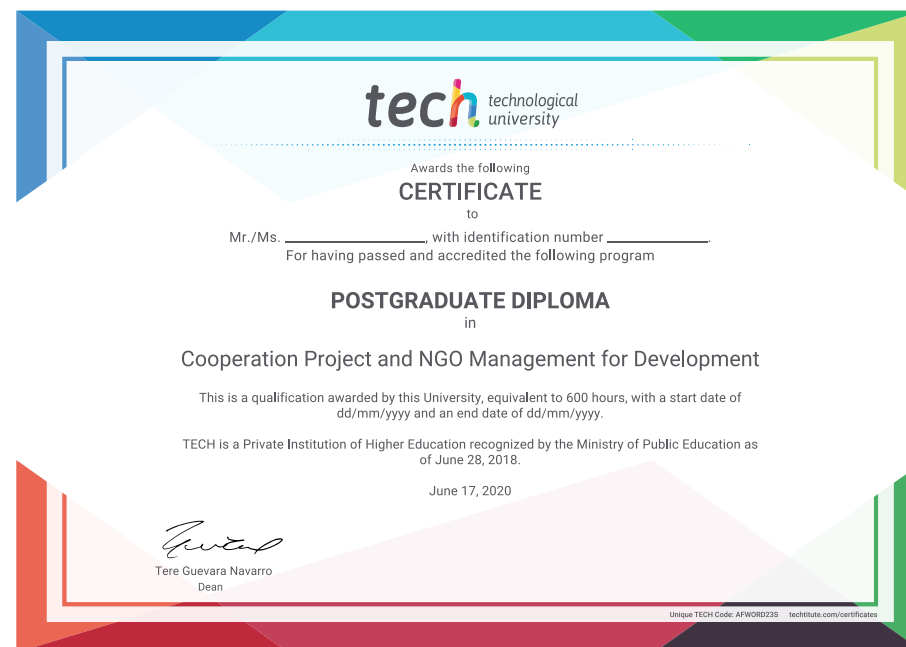 tech technological
university
Awards the following
CERTIFICATE
to
Mr./Ms. ____________________, with identification number ______________.
For having passed and accredited the following program
POSTGRADUATE DIPLOMA
in
Cooperation Project and NGO Management for Development
This is a qualification awarded by this University, equivalent to 600 hours, with a start date of
dd/mm/yyyy and an end date of dd/mm/yyyy.
TECH is a Private Institution of Higher Education recognized by the Ministry of Public Education as
of June 28, 2018.
June 17, 2020
Tere Guevara Navarro
Dean
Unique TECH Code: AFWORD23S techtitute.com/certificates